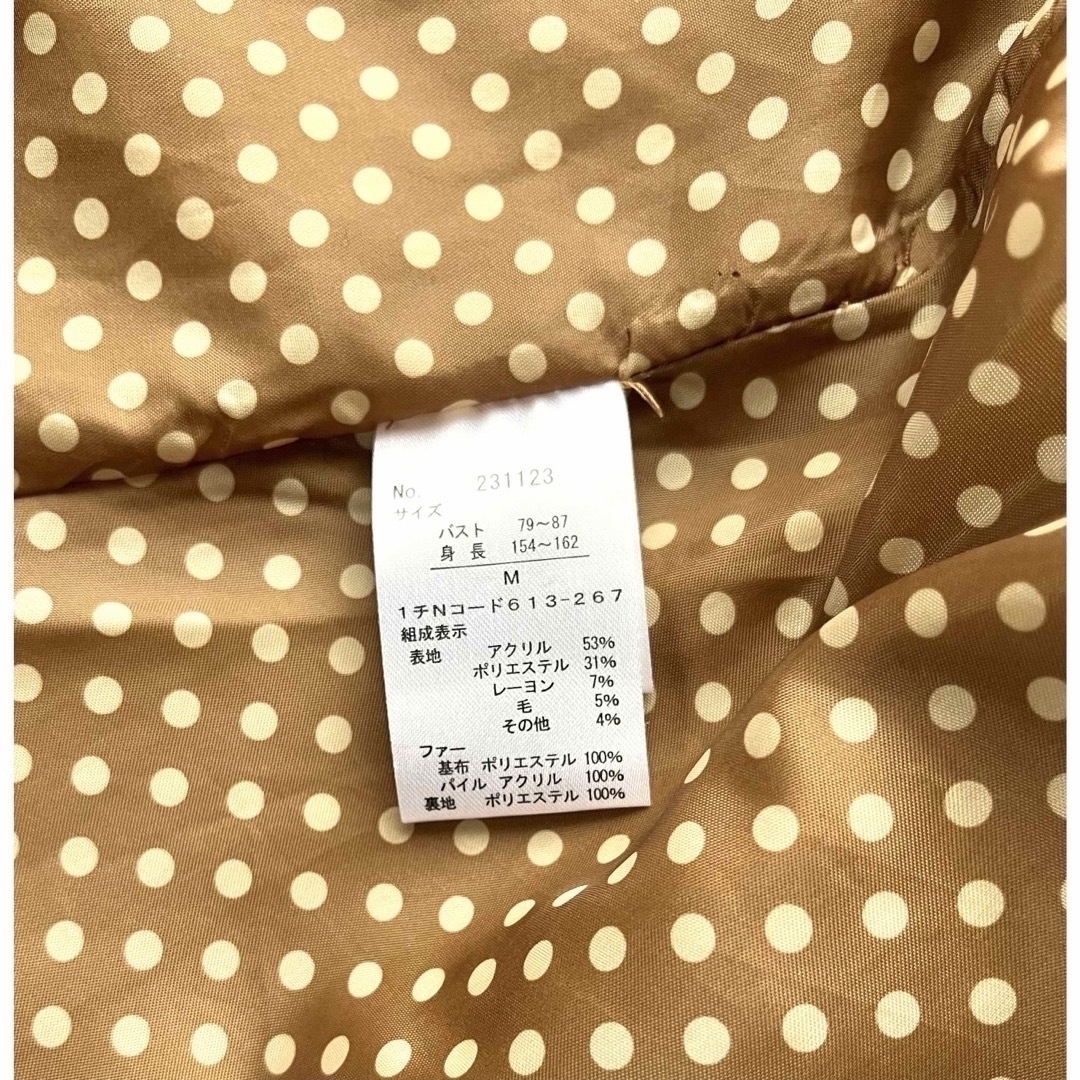 No. 231123
サイズ
バスト 79～87
身長 154～162
M
1チNコード613-267
組成表示
表地 アクリル 53%
ポリエステル 31%
レーヨン 7%
毛 5%
その他 4%
ファー
基布 ポリエステル 100%
パイル アクリル 100%
裏地 ポリエステル 100%